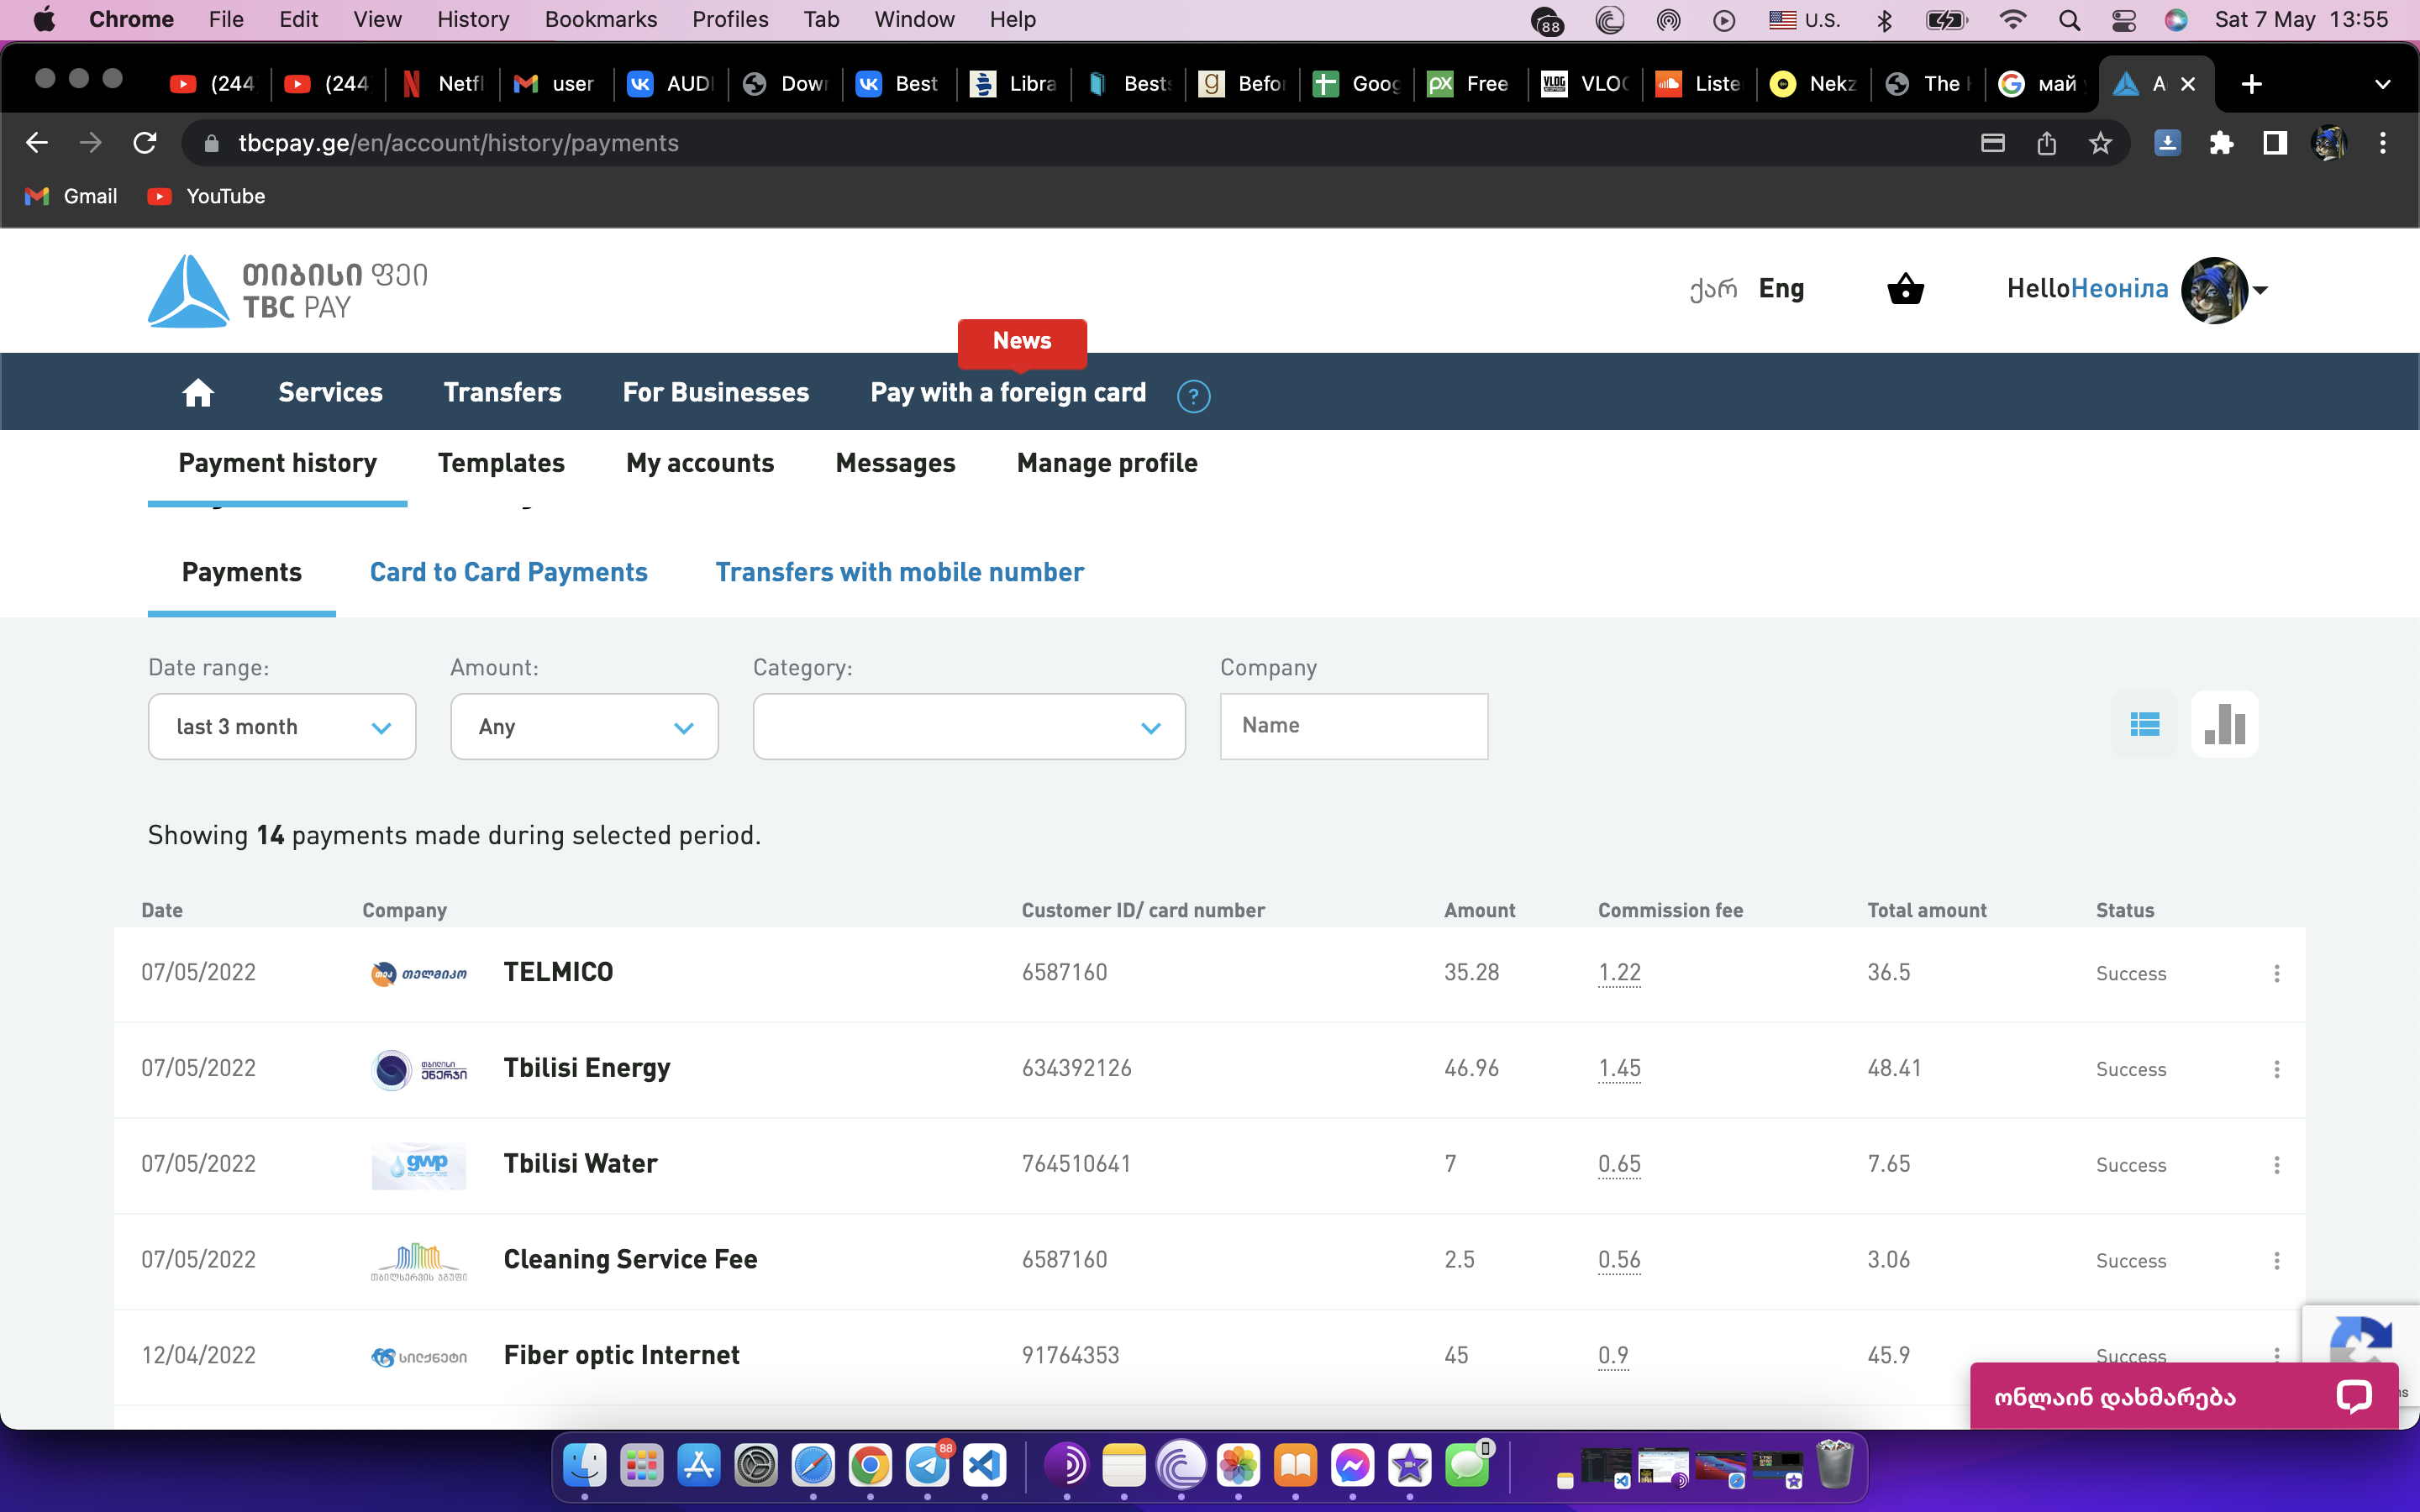 Chrome File Edit View History Bookmarks Profiles Tab Window Help 88 U.S. Sat 7 May 13:55
(244 (244 Netfl user AUDI Down Best Libra Bests Befor Goog Free VLOG Liste Nekz The май A
tbcpay.ge/en/account/history/payments
Gmail YouTube
თიბისი ფეი
TBC PAY
ქარ Eng HelloНеоніла
News
Services Transfers For Businesses Pay with a foreign card ?
Payment history Templates My accounts Messages Manage profile
Payments Card to Card Payments Transfers with mobile number
Date range: Amount: Category: Company
last 3 month Any Name
Showing 14 payments made during selected period.
Date Company Customer ID/ card number Amount Commission fee Total amount Status
07/05/2022 თელმიკო TELMICO 6587160 35.28 1.22 36.5 Success
07/05/2022 თბილისი ენერჯი Tbilisi Energy 634392126 46.96 1.45 48.41 Success
07/05/2022 gwp Tbilisi Water 764510641 7 0.65 7.65 Success
07/05/2022 თბილსერვის ჯგუფი Cleaning Service Fee 6587160 2.5 0.56 3.06 Success
12/04/2022 სილქნეტი Fiber optic Internet 91764353 45 0.9 45.9 Success
ონლაინ დახმარება
88